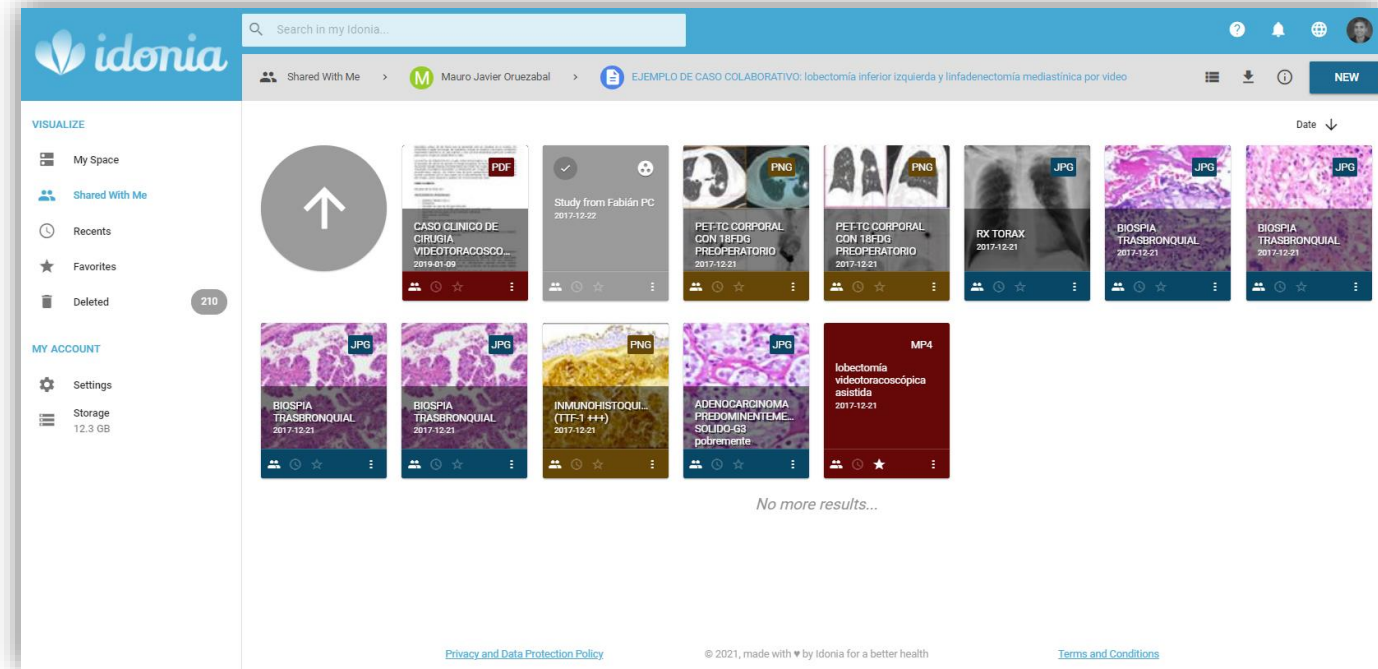 idonia
Search in my Idonia...
Shared With Me > M Mauro Javier Oruezabal > EJEMPLO DE CASO COLABORATIVO: lobectomía inferior izquierda y linfadenectomía mediastínica por video
NEW
VISUALIZE
My Space
Shared With Me
Recents
Favorites
Deleted 210
MY ACCOUNT
Settings
Storage
12.3 GB
Date
PDF
CASO CLINICO DE
CIRUGIA
VIDEOTORACOSCO...
2019-01-09
Study from Fabián PC
2017-12-22
PNG
PET-TC CORPORAL
CON 18FDG
PREOPERATORIO
2017-12-21
PNG
PET-TC CORPORAL
CON 18FDG
PREOPERATORIO
2017-12-21
JPG
RX TORAX
2017-12-21
JPG
BIOSPIA
TRASBRONQUIAL
2017-12-21
JPG
BIOSPIA
TRASBRONQUIAL
2017-12-21
JPG
BIOSPIA
TRASBRONQUIAL
2017-12-21
JPG
BIOSPIA
TRASBRONQUIAL
2017-12-21
PNG
INMUNOHISTOQUI...
(TTF-1 +++)
2017-12-21
JPG
ADENOCARCINOMA
PREDOMINENTEME...
SOLIDO-G3
pobremente
MP4
lobectomía
videotoracoscópica
asistida
2017-12-21
No more results...
Privacy and Data Protection Policy
© 2021, made with ♥ by Idonia for a better health
Terms and Conditions